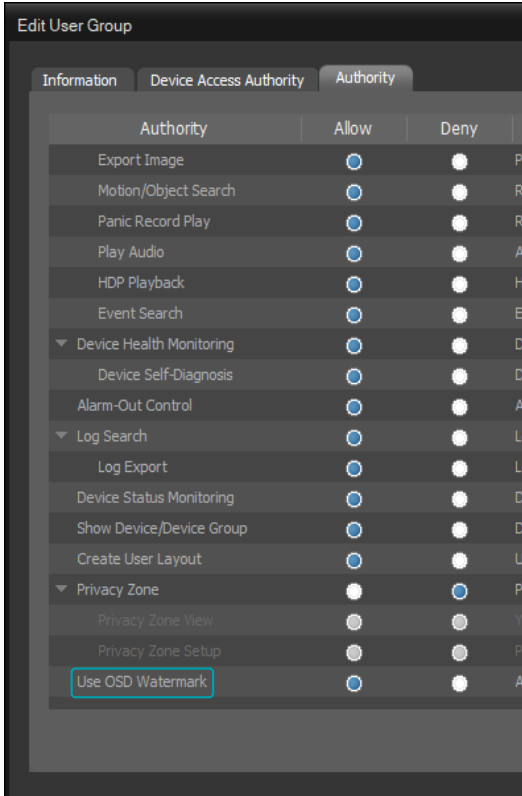 Edit User Group
Information Device Access Authority Authority
Authority Allow Deny
Export Image P
Motion/Object Search R
Panic Record Play R
Play Audio A
HDP Playback H
Event Search E
Device Health Monitoring D
Device Self-Diagnosis D
Alarm-Out Control A
Log Search L
Log Export L
Device Status Monitoring D
Show Device/Device Group D
Create User Layout U
Privacy Zone P
Privacy Zone View Y
Privacy Zone Setup P
Use OSD Watermark A